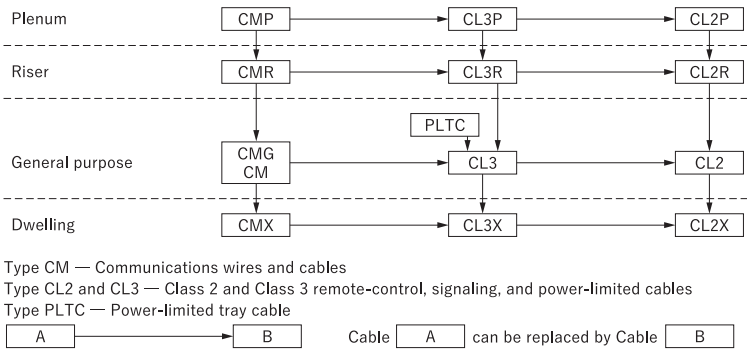 Plenum CMP CL3P CL2P
Riser CMR CL3R CL2R
PLTC
General purpose CMG CM CL3 CL2
Dwelling CMX CL3X CL2X
Type CM — Communications wires and cables
Type CL2 and CL3 — Class 2 and Class 3 remote-control, signaling, and power-limited cables
Type PLTC — Power-limited tray cable
A B Cable A can be replaced by Cable B